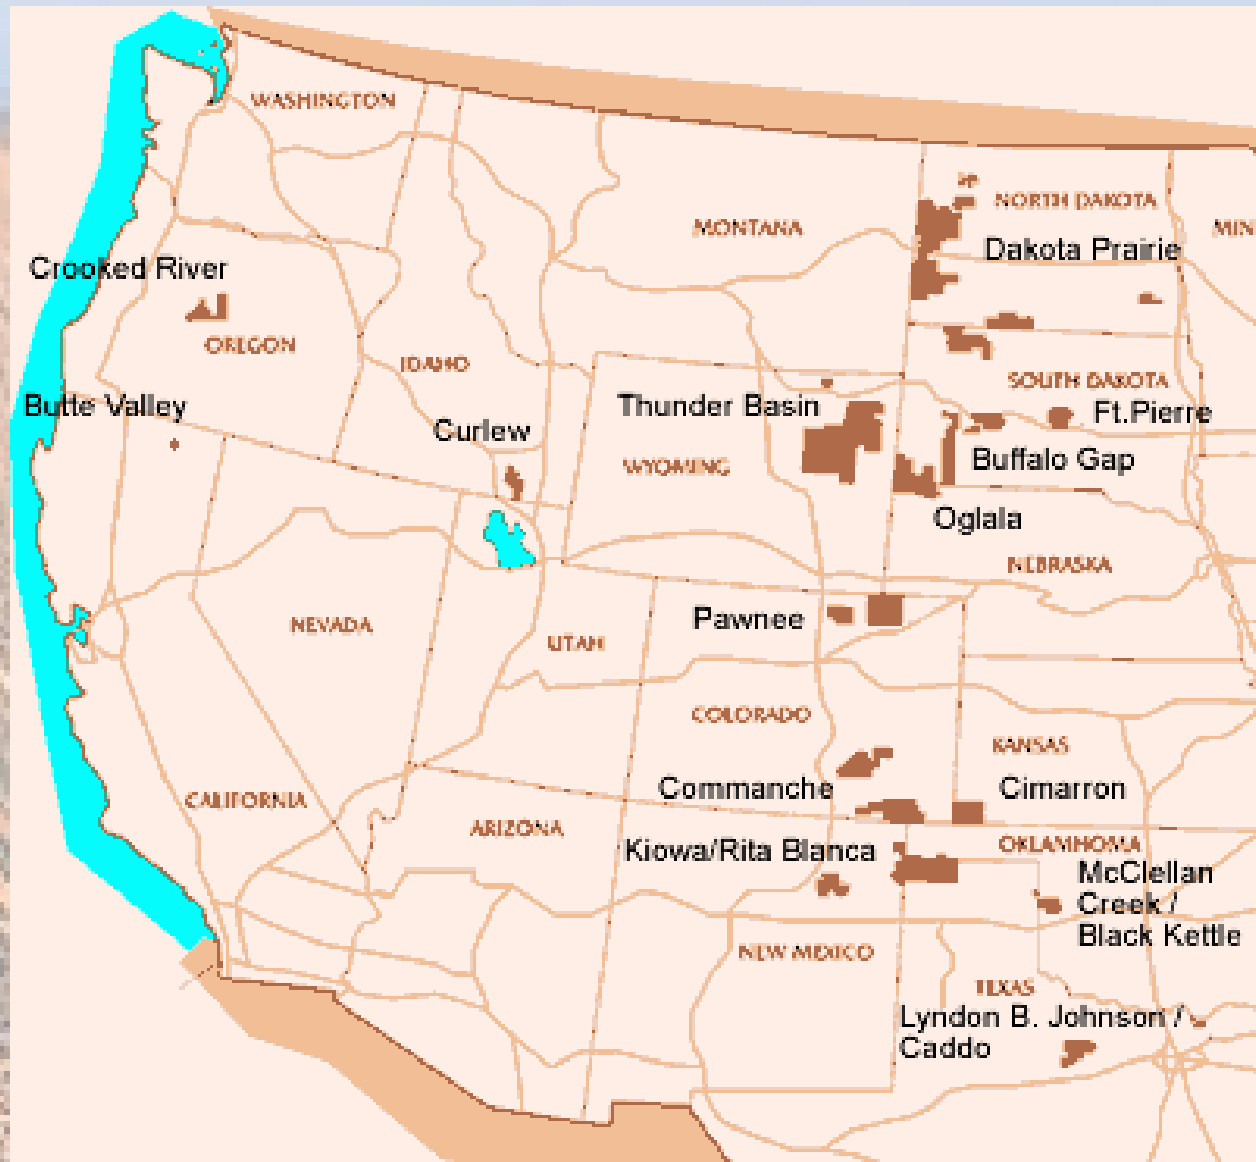 WASHINGTON
NORTH DAKOTA
MONTANA
MIN
Dakota Prairie
Crooked River
OREGON
IDAHO
SOUTH DAKOTA
Butte Valley
Thunder Basin
Ft.Pierre
Curlew
WYOMING
Buffalo Gap
Oglala
NEBRASKA
Pawnee
NEVADA
UTAH
COLORADO
KANSAS
Commanche
Cimarron
CALIFORNIA
ARIZONA
OKLAMHOMA
Kiowa/Rita Blanca
McClellan
Creek /
Black Kettle
NEW MEXICO
TEXAS
Lyndon B. Johnson /
Caddo